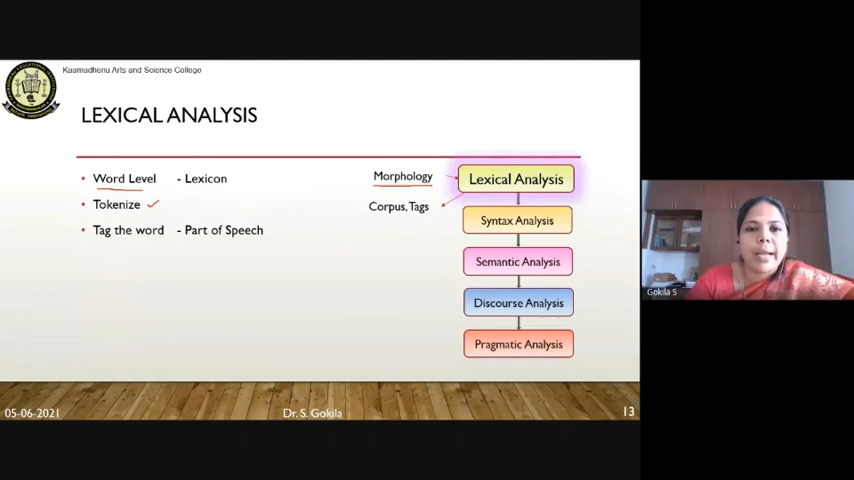 Kaamadhenu Arts and Science College
LEXICAL ANALYSIS
• Word Level - Lexicon
• Tokenize ✓
• Tag the word - Part of Speech
Morphology
Corpus, Tags
Lexical Analysis
Syntax Analysis
Semantic Analysis
Discourse Analysis
Pragmatic Analysis
Gokila S
05-06-2021
Dr. S. Gokila
13